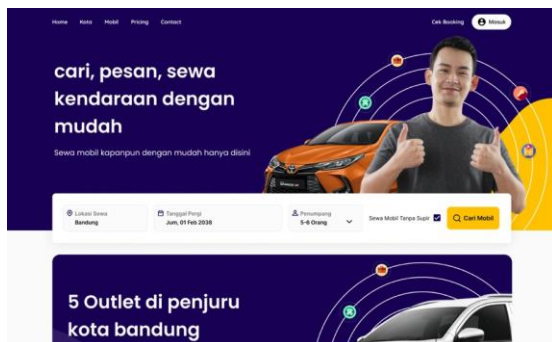 Home Kota Mobil Pricing Contact Cek Booking Masuk
cari, pesan, sewa
kendaraan dengan
mudah
Sewa mobil kapanpun dengan mudah hanya disini
Lokasi Sewa
Bandung
Tanggal Pergi
Jum, 01 Feb 2038
Penumpang
5-6 Orang
Sewa Mobil Tanpa Supir
Cari Mobil
5 Outlet di penjuru
kota bandung